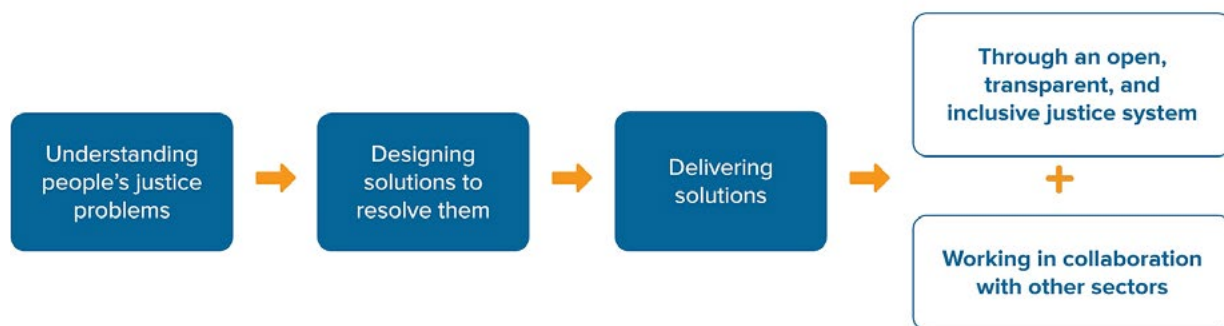 Understanding
people's justice
problems
Designing
solutions to
resolve them
Delivering
solutions
Through an open,
transparent, and
inclusive justice system
+
Working in collaboration
with other sectors